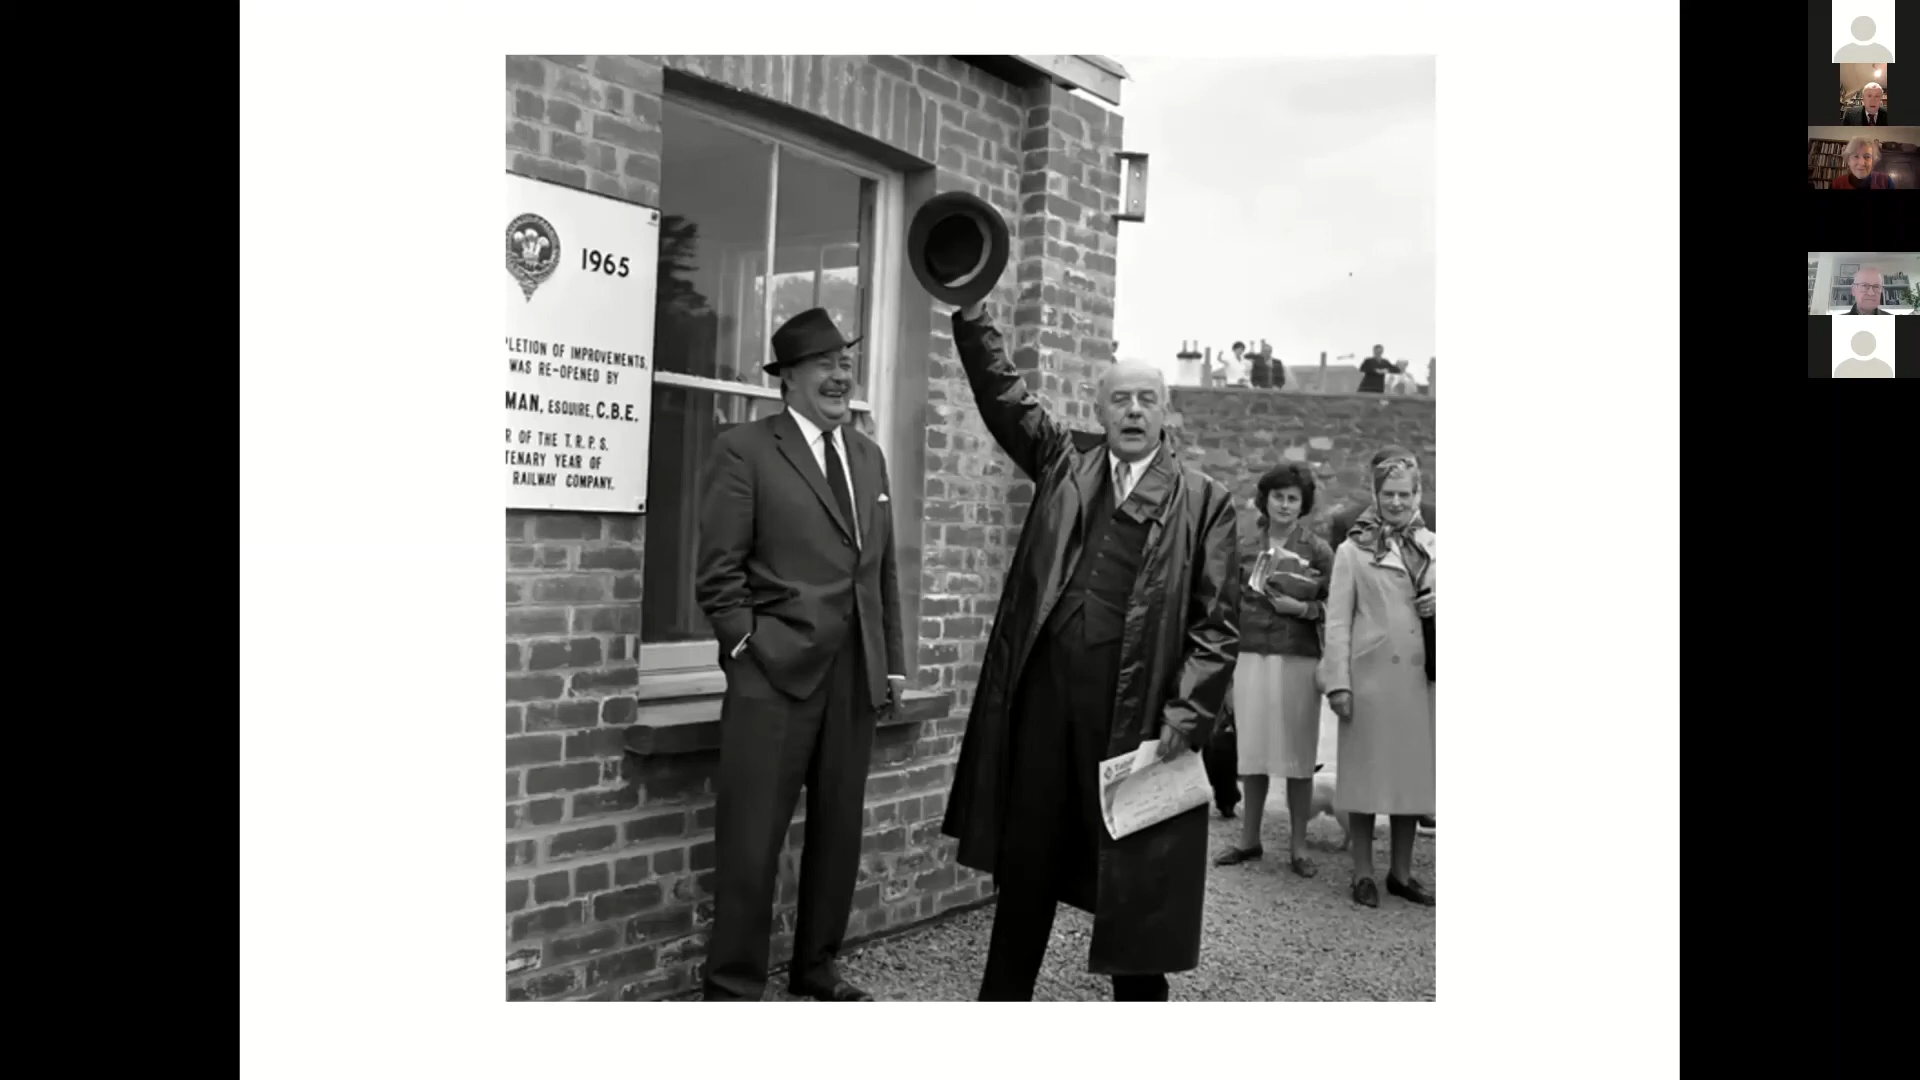 1965
PLETION OF IMPROVEMENTS,
WAS RE-OPENED BY
MAN, ESQUIRE, C.B.E.
R OF THE T.R.P.S.
TENARY YEAR OF
RAILWAY COMPANY.